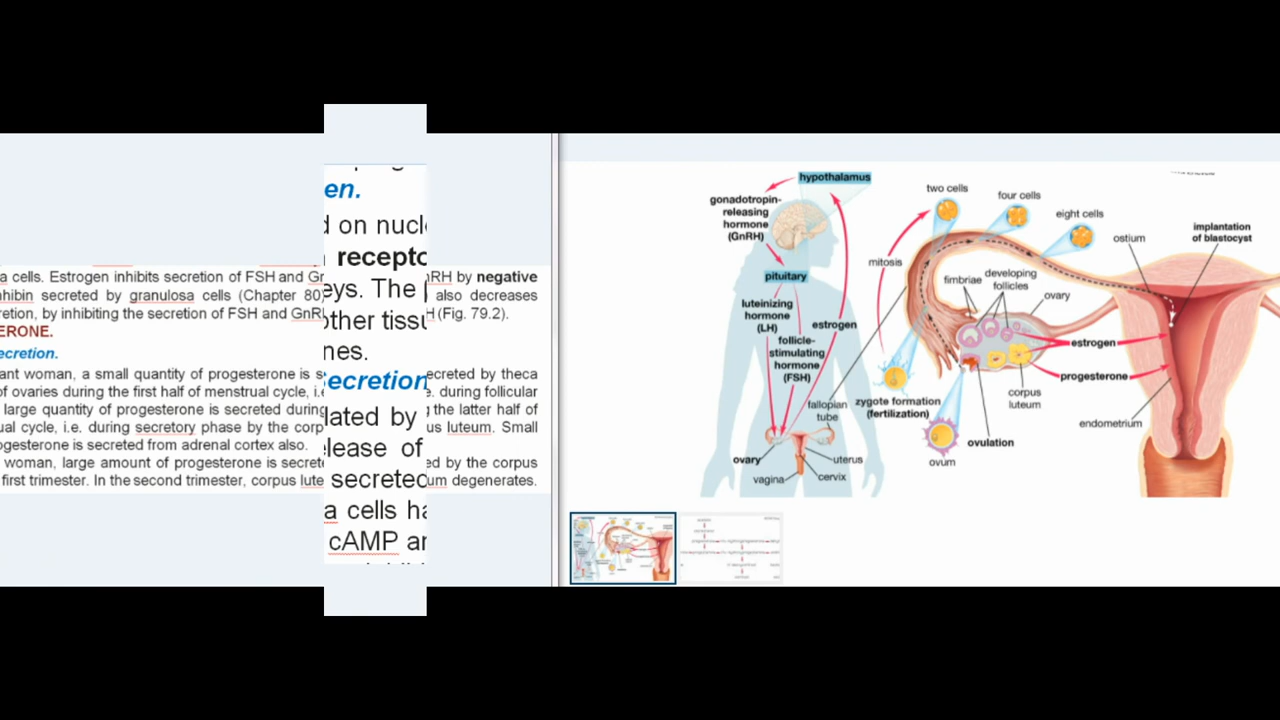 a cells. Estrogen inhibits secretion of FSH and Gr
nRH by negative
nhibin secreted by granulosa cells (Chapter 80)
also decreases
retion, by inhibiting the secretion of FSH and GnRI
H (Fig. 79.2).
ERONE.
ecretion.
ant woman, a small quantity of progesterone is s
ecreted by theca
of ovaries during the first half of menstrual cycle, i.e
e. during follicular
large quantity of progesterone is secreted during
g the latter half of
ual cycle, i.e. during secretory phase by the corp
us luteum. Small
ogesterone is secreted from adrenal cortex also.
woman, large amount of progesterone is secrete
ed by the corpus
first trimester. In the second trimester, corpus lute
um degenerates.
en.
d on nucl
recepto
eys. The
other tissu
nes.
ecretion
lated by
lease of
secreted
a cells ha
cAMP ar
hypothalamus
gonadotropin-
releasing
hormone
(GnRH)
pituitary
luteinizing
hormone
(LH)
estrogen
follicle-
stimulating
hormone
(FSH)
ovary
vagina
uterus
cervix
fallopian
tube
two cells
four cells
eight cells
mitosis
fimbriae
developing
follicles
ovary
ostium
implantation
of blastocyst
estrogen
progesterone
corpus
luteum
endometrium
zygote formation
(fertilization)
ovulation
ovum